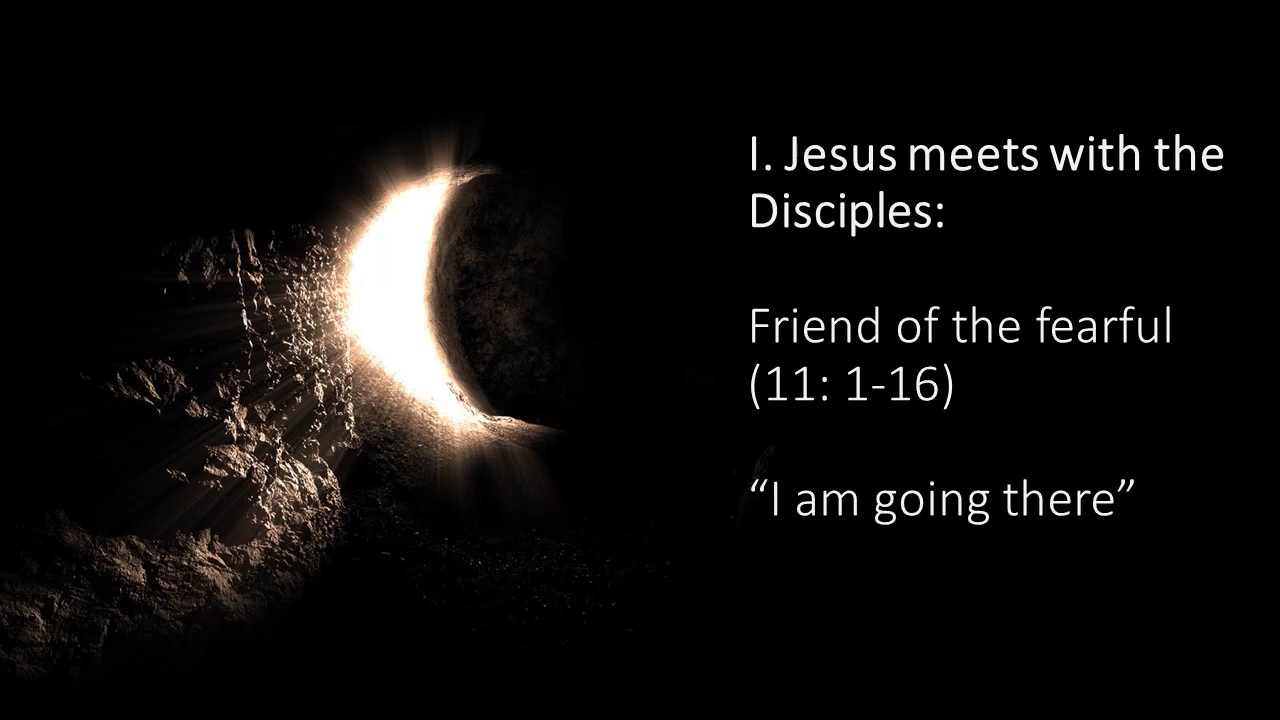 I. Jesus meets with the
Disciples:
Friend of the fearful
(11: 1-16)
“I am going there”